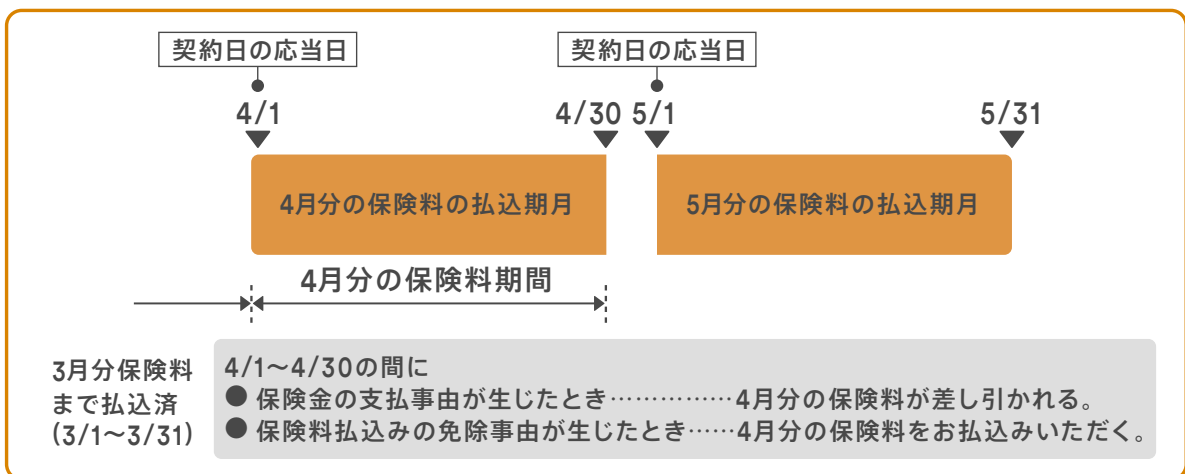 契約日の応当日
契約日の応当日
4/1
4/30
5/1
5/31
4月分の保険料の払込期月
5月分の保険料の払込期月
4月分の保険料期間
3月分保険料
まで払込済
(3/1～3/31)
4/1～4/30の間に
● 保険金の支払事由が生じたとき……………4月分の保険料が差し引かれる。
● 保険料払込みの免除事由が生じたとき……4月分の保険料をお払込みいただく。